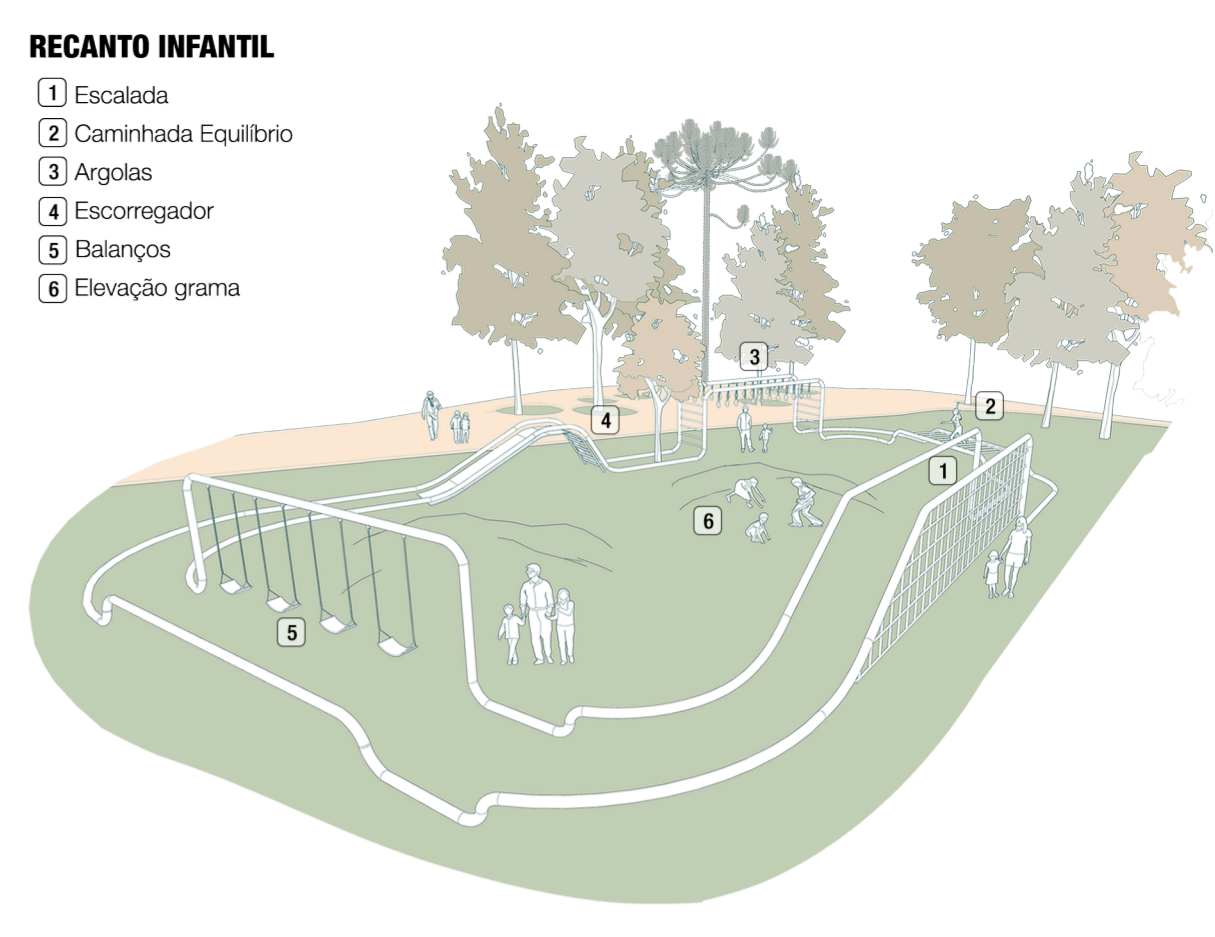 RECANTO INFANTIL
1 Escalada
2 Caminhada Equilíbrio
3 Argolas
4 Escorregador
5 Balanços
6 Elevação grama
3
4
2
1
6
5